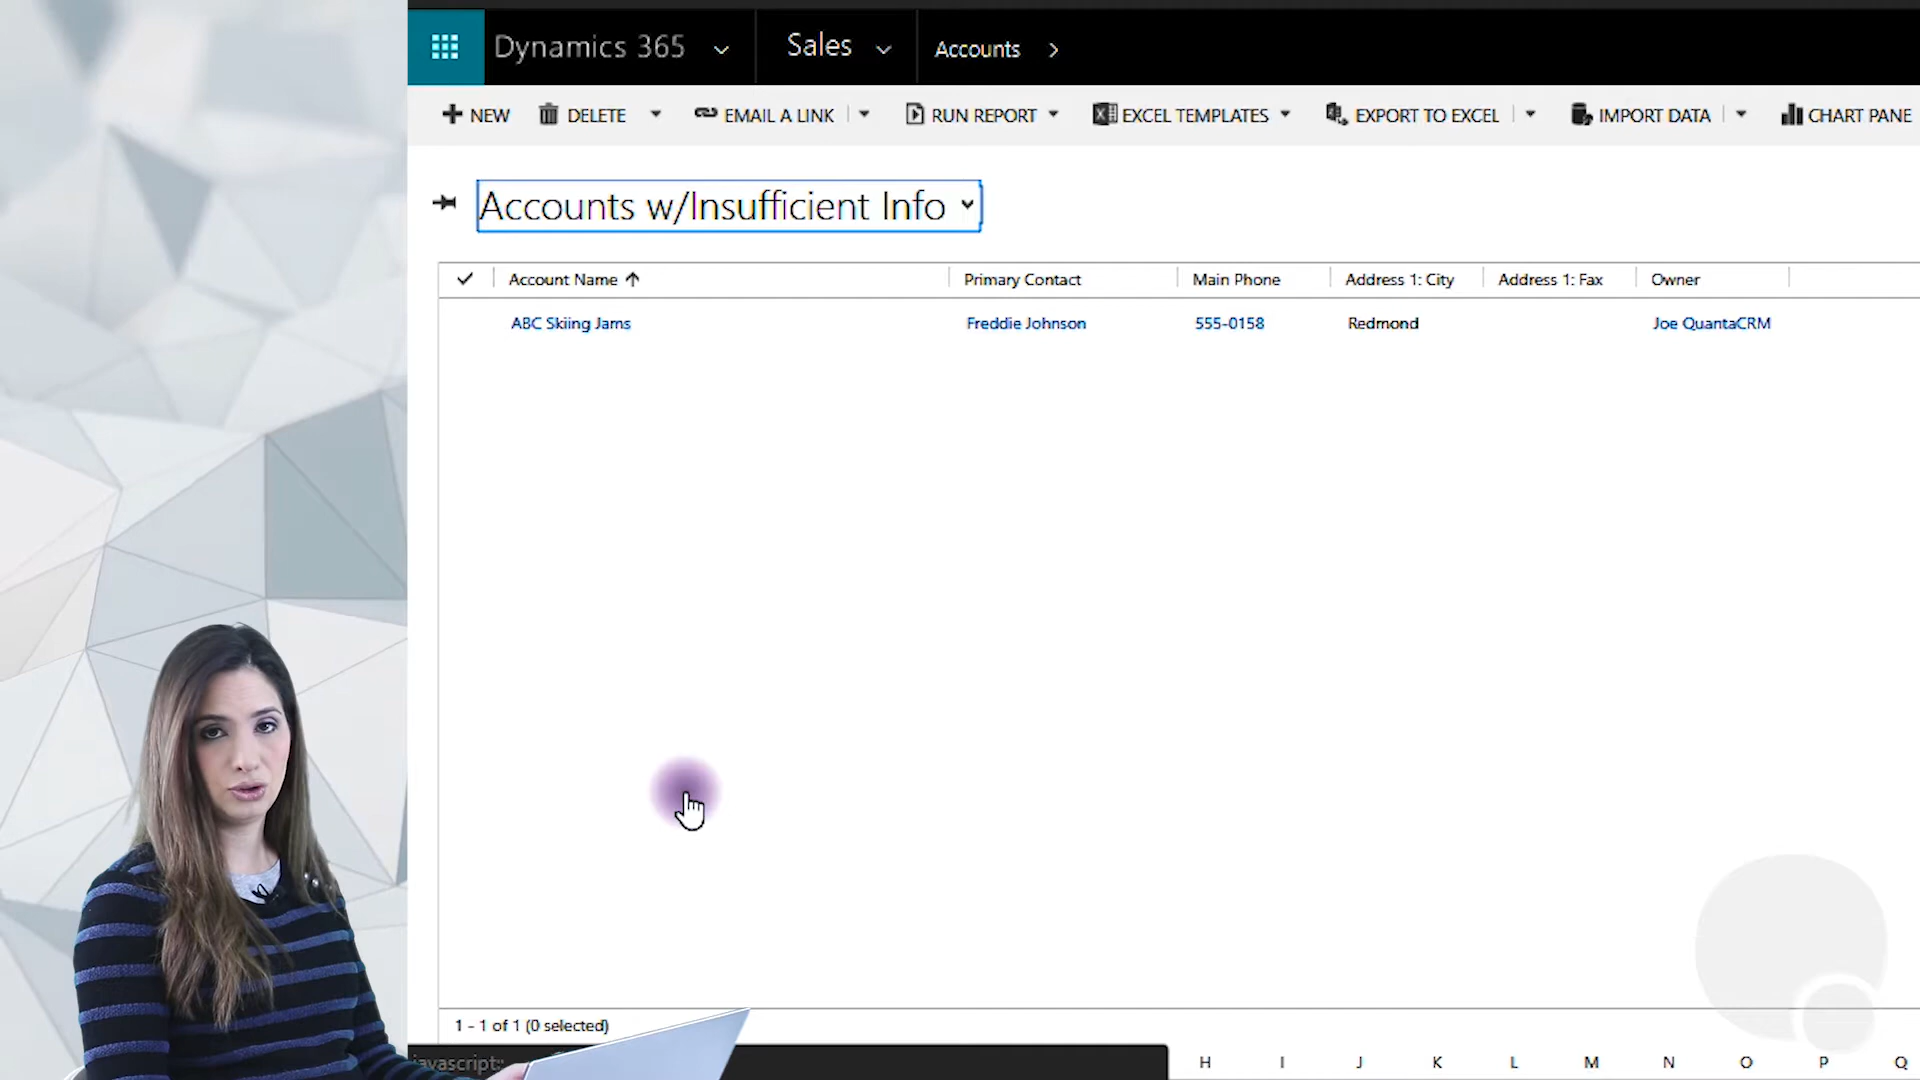 Dynamics 365 Sales Accounts
NEW DELETE EMAIL A LINK RUN REPORT EXCEL TEMPLATES EXPORT TO EXCEL IMPORT DATA CHART PANE
Accounts w/Insufficient Info
Account Name Primary Contact Main Phone Address 1: City Address 1: Fax Owner
ABC Skiing Jams Freddie Johnson 555-0158 Redmond Joe QuantaCRM
1 - 1 of 1 (0 selected)
javascript:;
H I J K L M N O P Q